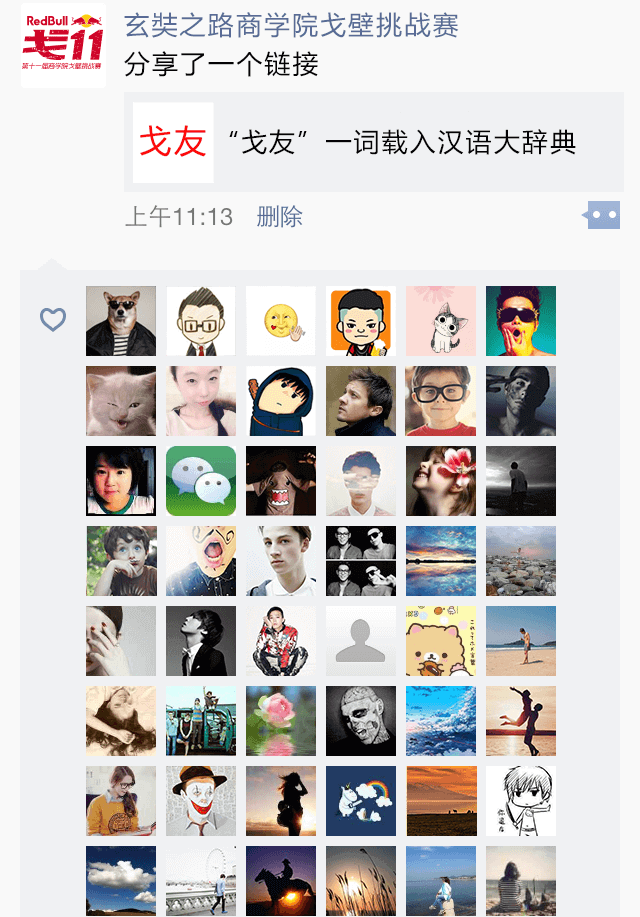 RedBull
戈11
第十一届商学院戈壁挑战赛
玄奘之路商学院戈壁挑战赛
分享了一个链接
戈友
“戈友”一词载入汉语大辞典
上午11:13 删除